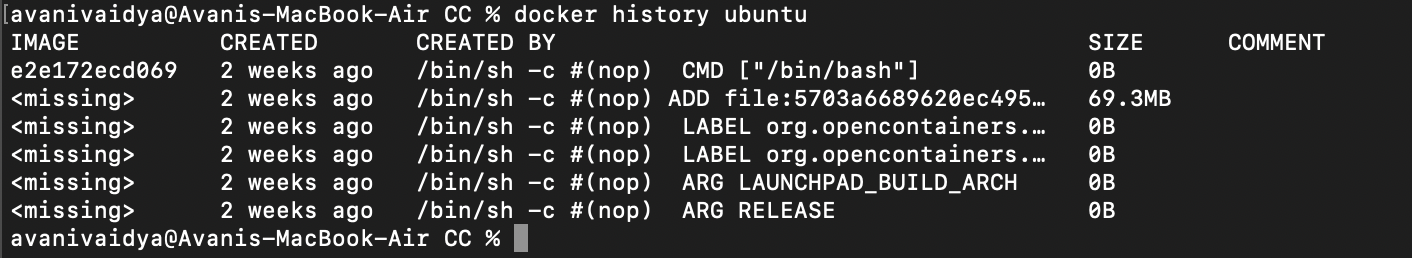 [avanivaidya@Avanis-MacBook-Air CC % docker history ubuntu
IMAGE CREATED CREATED BY SIZE COMMENT
e2e172ecd069 2 weeks ago /bin/sh -c #(nop) CMD ["/bin/bash"] 0B
<missing> 2 weeks ago /bin/sh -c #(nop) ADD file:5703a6689620ec495… 69.3MB
<missing> 2 weeks ago /bin/sh -c #(nop) LABEL org.opencontainers.… 0B
<missing> 2 weeks ago /bin/sh -c #(nop) LABEL org.opencontainers.… 0B
<missing> 2 weeks ago /bin/sh -c #(nop) ARG LAUNCHPAD_BUILD_ARCH 0B
<missing> 2 weeks ago /bin/sh -c #(nop) ARG RELEASE 0B
avanivaidya@Avanis-MacBook-Air CC %